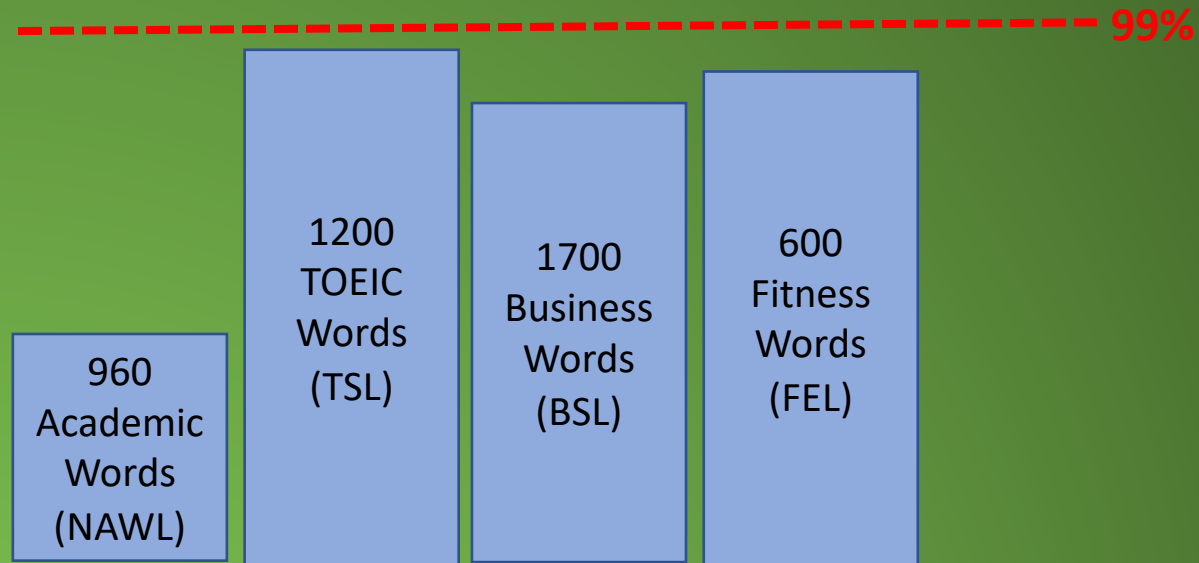 99%
960
Academic
Words
(NAWL)
1200
TOEIC
Words
(TSL)
1700
Business
Words
(BSL)
600
Fitness
Words
(FEL)